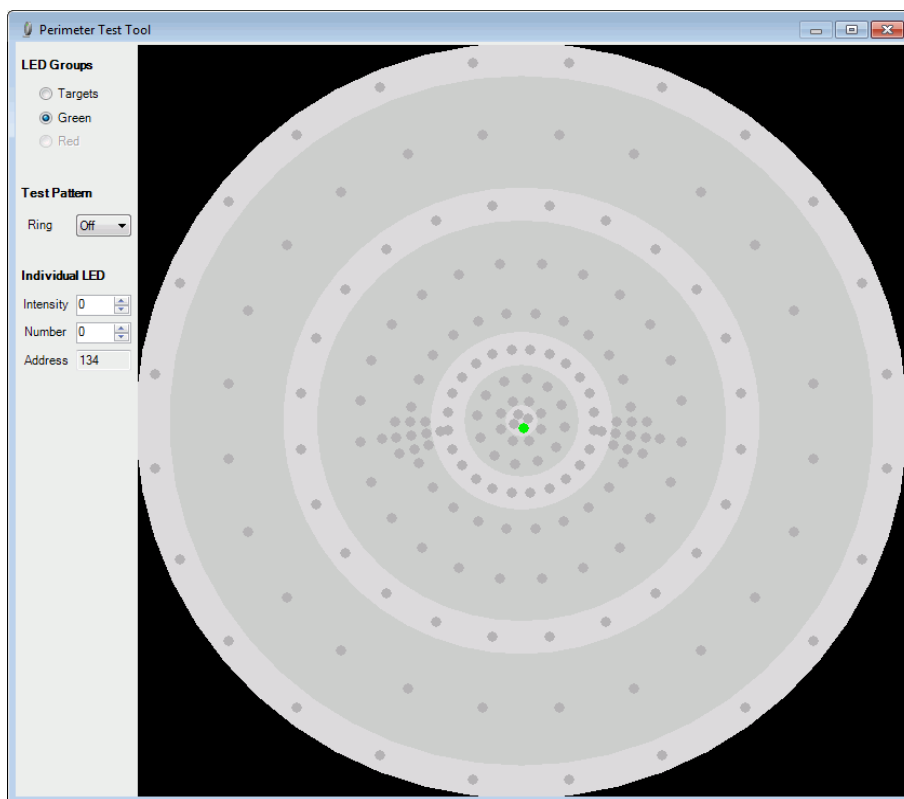 Perimeter Test Tool
LED Groups
Targets
Green
Red
Test Pattern
Ring Off
Individual LED
Intensity 0
Number 0
Address 134